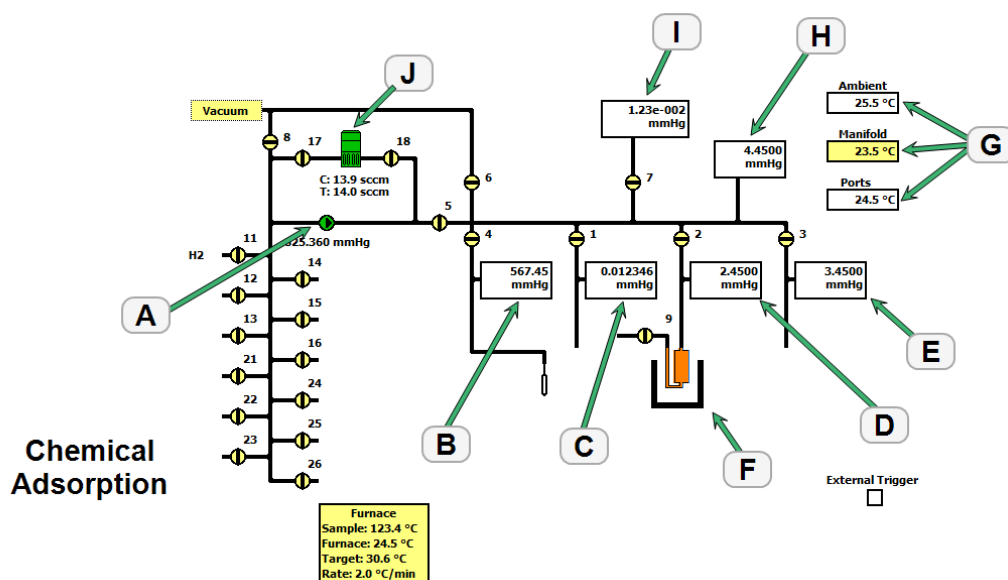 I
H
J
Vacuum
1.23e-002
mmHg
Ambient
25.5 °C
8
17
18
4.4500
mmHg
Manifold
23.5 °C
G
C: 13.9 sccm
T: 14.0 sccm
6
7
Ports
24.5 °C
5
325.360 mmHg
4
1
2
3
11
H2
14
567.45
mmHg
0.012346
mmHg
2.4500
mmHg
3.4500
mmHg
12
A
15
13
9
16
E
21
24
22
B
C
D
25
F
23
Chemical
Adsorption
26
External Trigger
Furnace
Sample: 123.4 °C
Furnace: 24.5 °C
Target: 30.6 °C
Rate: 2.0 °C/min